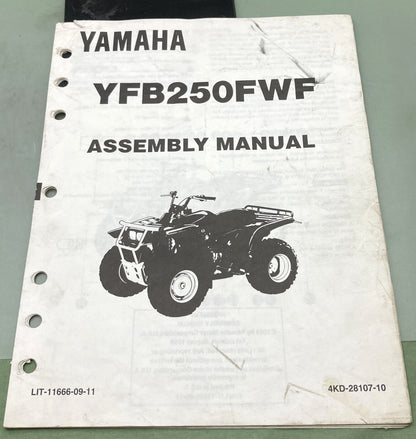 YAMAHA
YFB250FWF
ASSEMBLY MANUAL
LIT-11666-09-11
4KD-28107-10